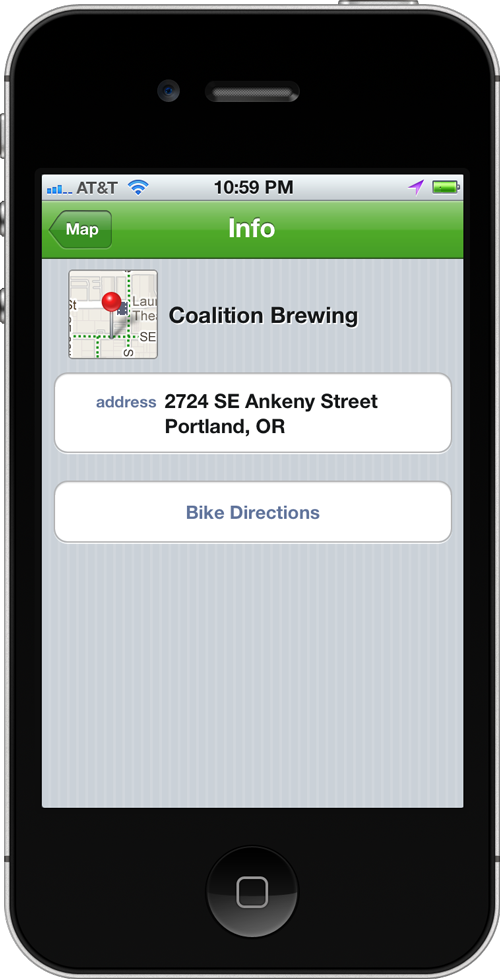 AT&T 10:59 PM
Map Info
St
Laur
Thea
SE
S
Coalition Brewing
address 2724 SE Ankeny Street
Portland, OR
Bike Directions